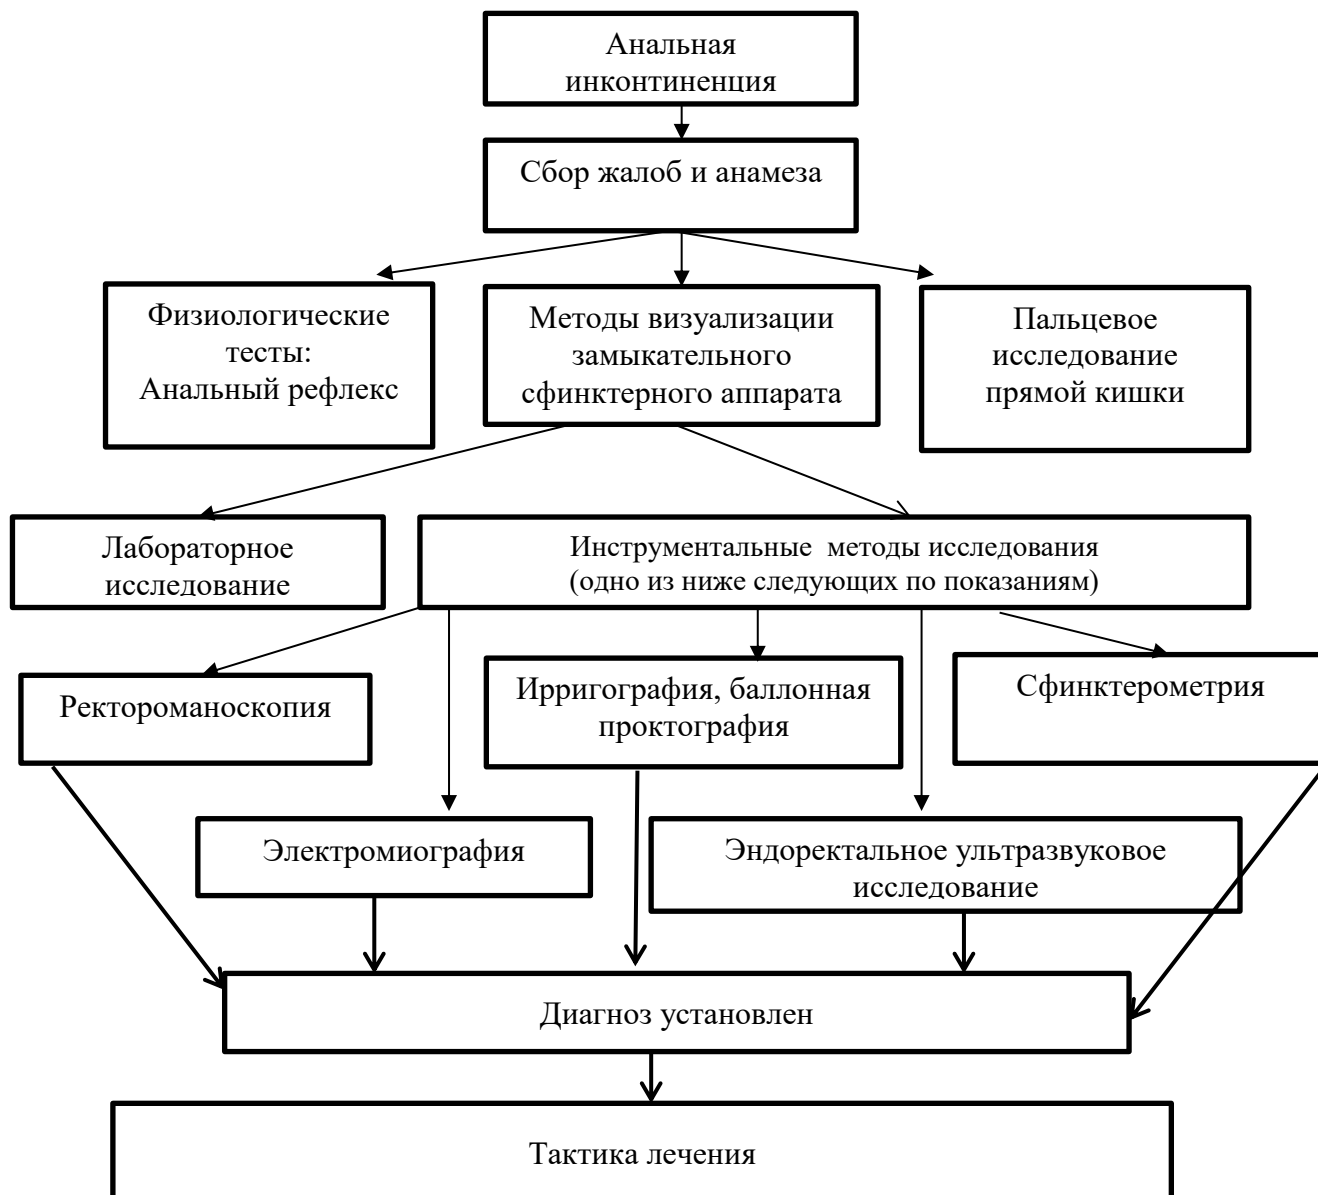 Анальная
инконтиненция
Сбор жалоб и анамеза
Физиологические
тесты:
Анальный рефлекс
Методы визуализации
замыкательного
сфинктерного аппарата
Пальцевое
исследование
прямой кишки
Лабораторное
исследование
Инструментальные методы исследования
(одно из ниже следующих по показаниям)
Ректороманоскопия
Ирригография, баллонная
проктография
Сфинктерометрия
Электромиография
Эндоректальное ультразвуковое
исследование
Диагноз установлен
Тактика лечения